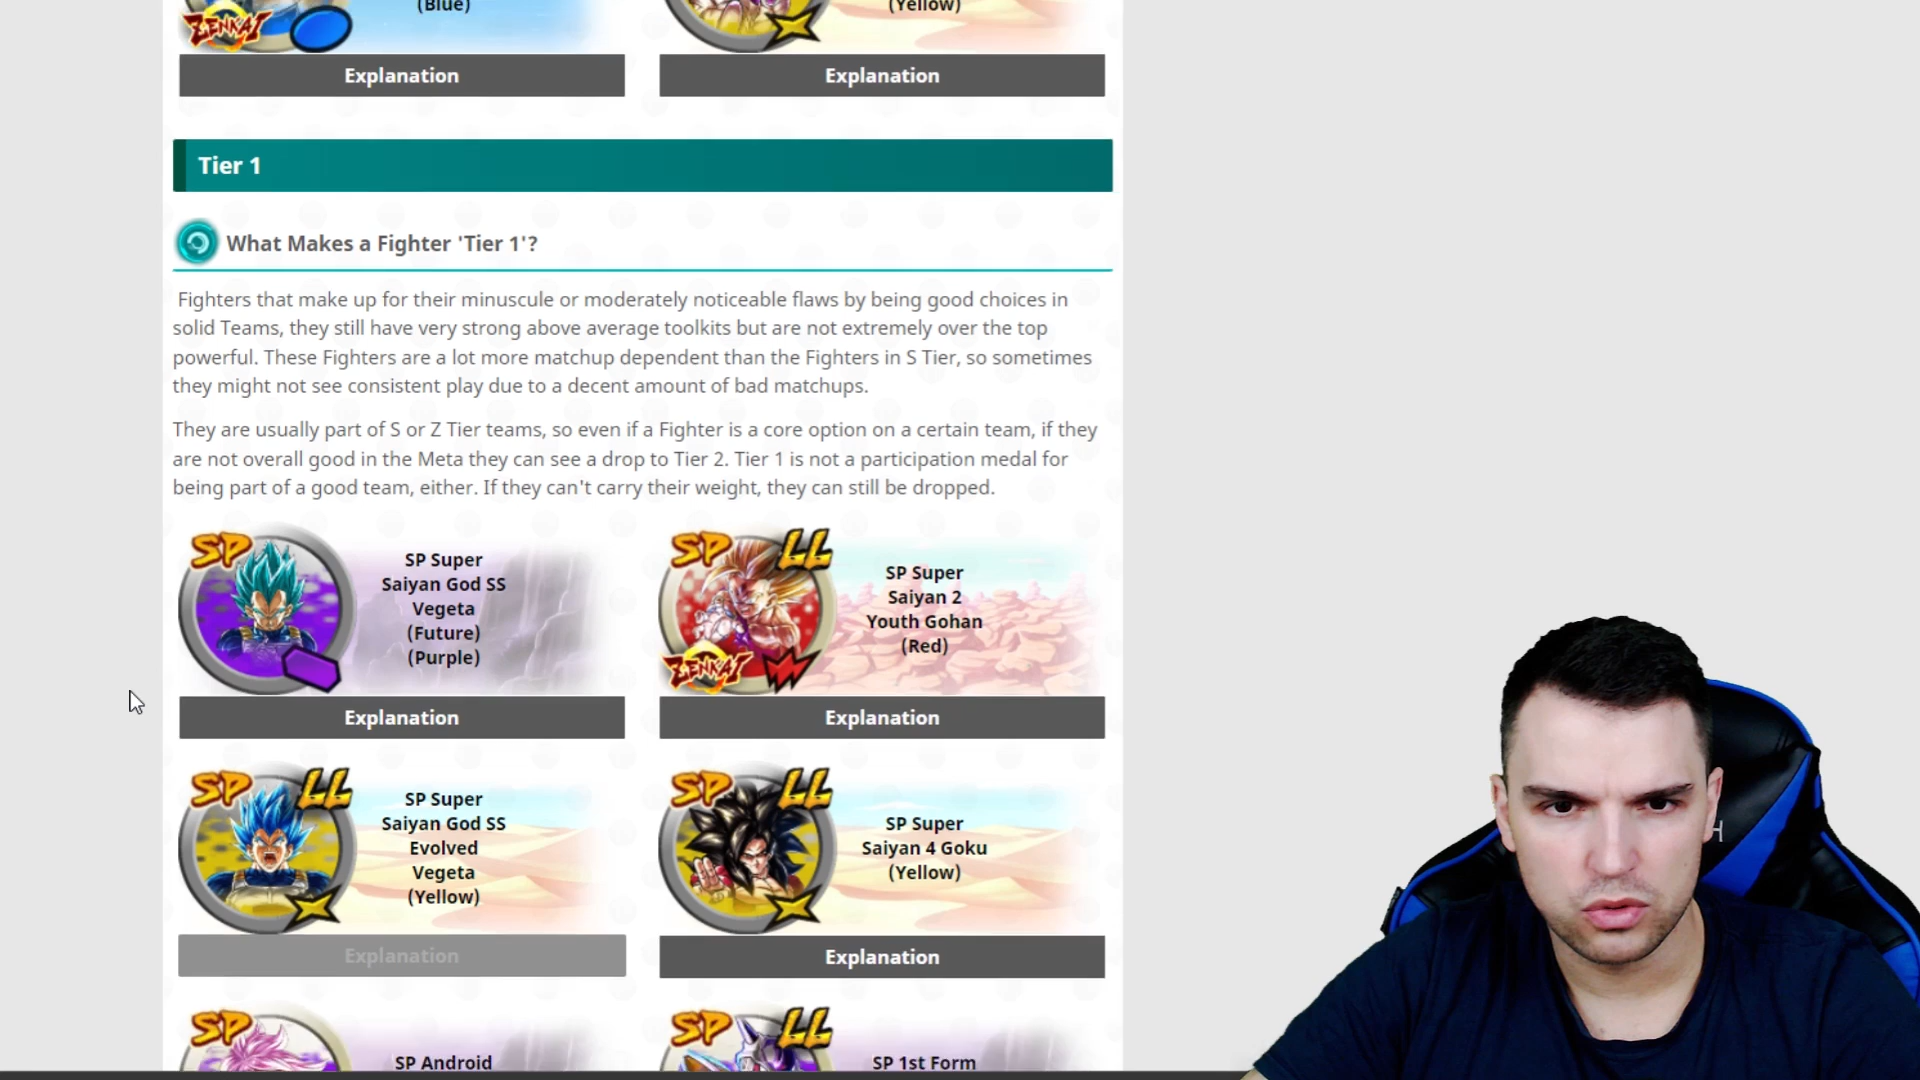 (Blue)
(Yellow)
ZENKAI
Explanation
Explanation
Tier 1
What Makes a Fighter 'Tier 1'?
Fighters that make up for their minuscule or moderately noticeable flaws by being good choices in
solid Teams, they still have very strong above average toolkits but are not extremely over the top
powerful. These Fighters are a lot more matchup dependent than the Fighters in S Tier, so sometimes
they might not see consistent play due to a decent amount of bad matchups.
They are usually part of S or Z Tier teams, so even if a Fighter is a core option on a certain team, if they
are not overall good in the Meta they can see a drop to Tier 2. Tier 1 is not a participation medal for
being part of a good team, either. If they can't carry their weight, they can still be dropped.
SP
SP Super
Saiyan God SS
Vegeta
(Future)
(Purple)
SP LL
ZENKAI
SP Super
Saiyan 2
Youth Gohan
(Red)
Explanation
Explanation
SP LL
SP Super
Saiyan God SS
Evolved
Vegeta
(Yellow)
SP LL
SP Super
Saiyan 4 Goku
(Yellow)
Explanation
Explanation
SP
SP Android
SP LL
SP 1st Form
H